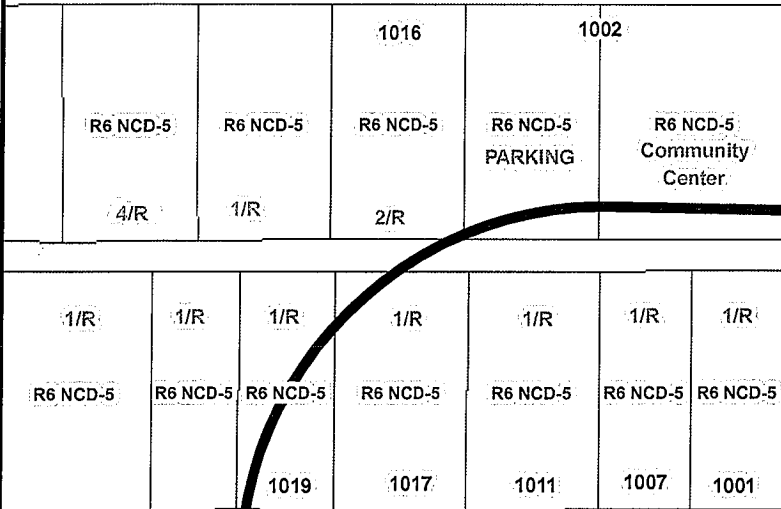 1016 1002
R6 NCD-5 R6 NCD-5 R6 NCD-5 R6 NCD-5 R6 NCD-5
PARKING Community
Center
4/R 1/R 2/R
1/R 1/R 1/R 1/R 1/R 1/R 1/R
R6 NCD-5 R6 NCD-5 R6 NCD-5 R6 NCD-5 R6 NCD-5 R6 NCD-5 R6 NCD-5
1019 1017 1011 1007 1001